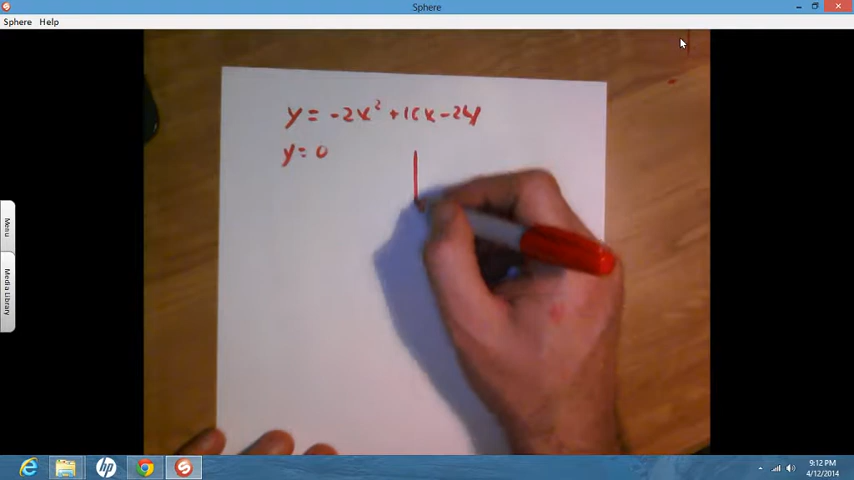 Sphere
Sphere Help
y = -2x² + 16x - 24
y = 0
Menu
Media Library
9:12 PM
4/12/2014